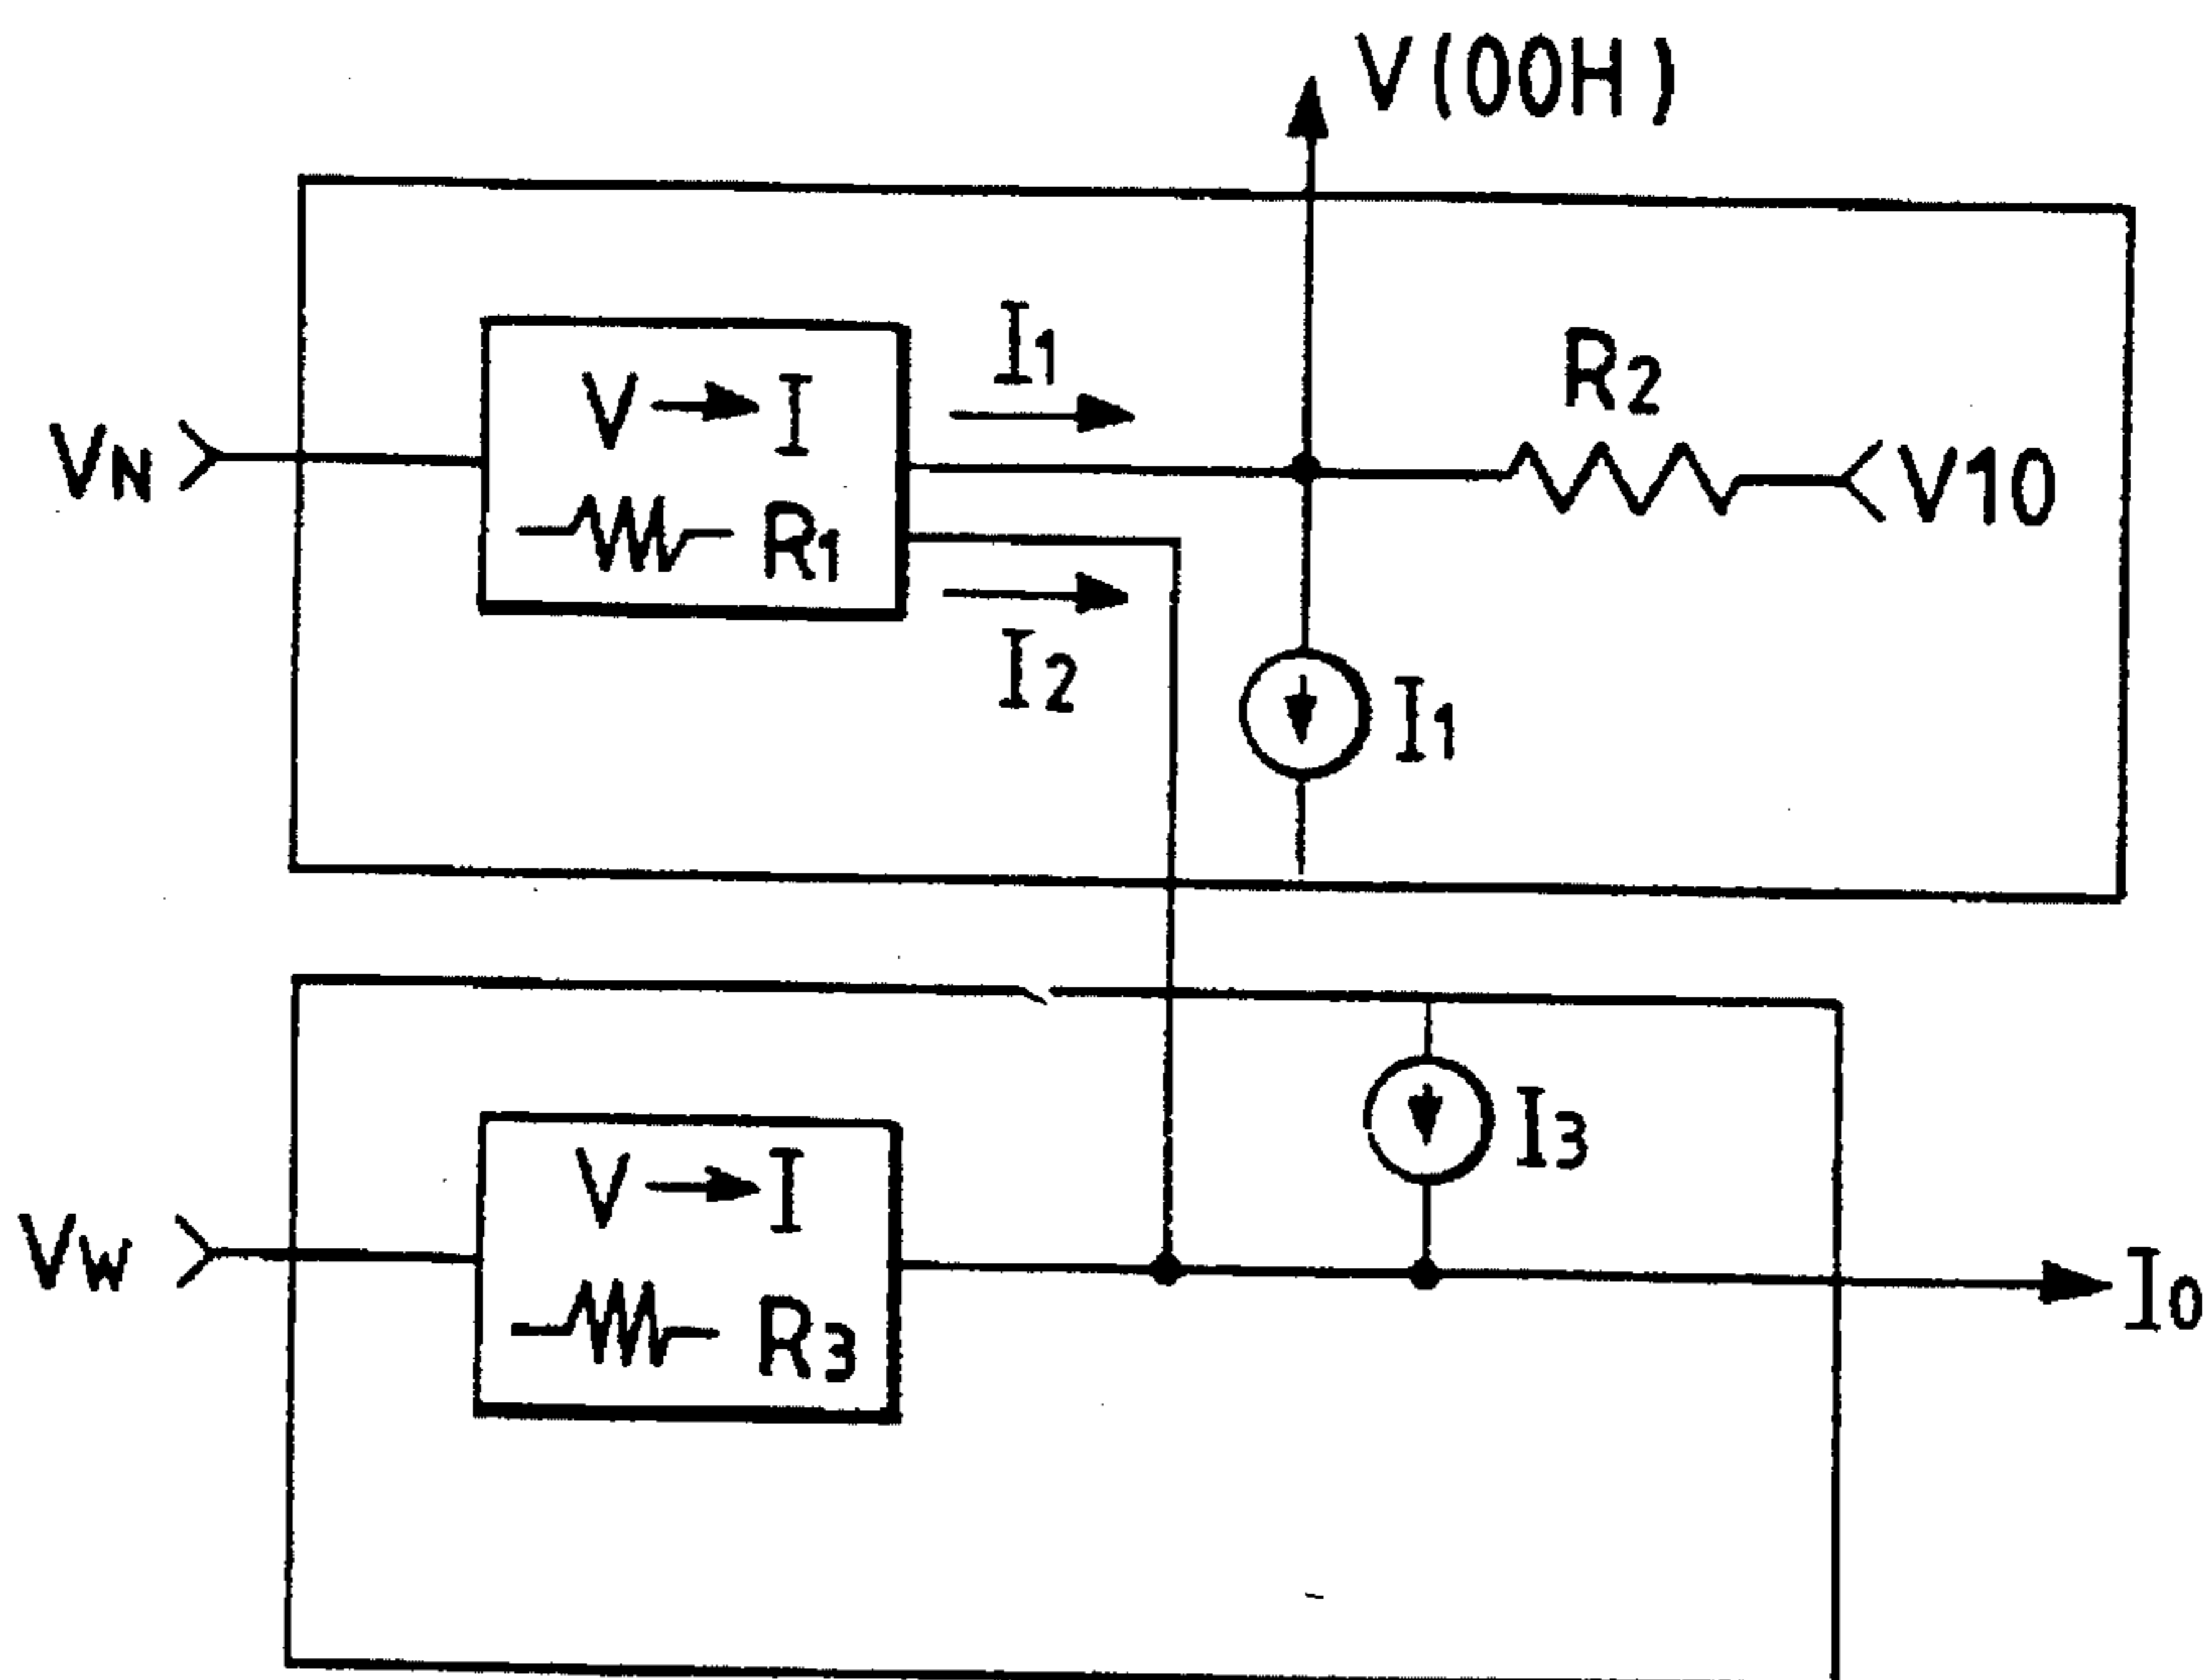 V(00H)
I1
R2
V → I
VN
V10
R1
I2
I1
I3
V → I
VW
I0
R3